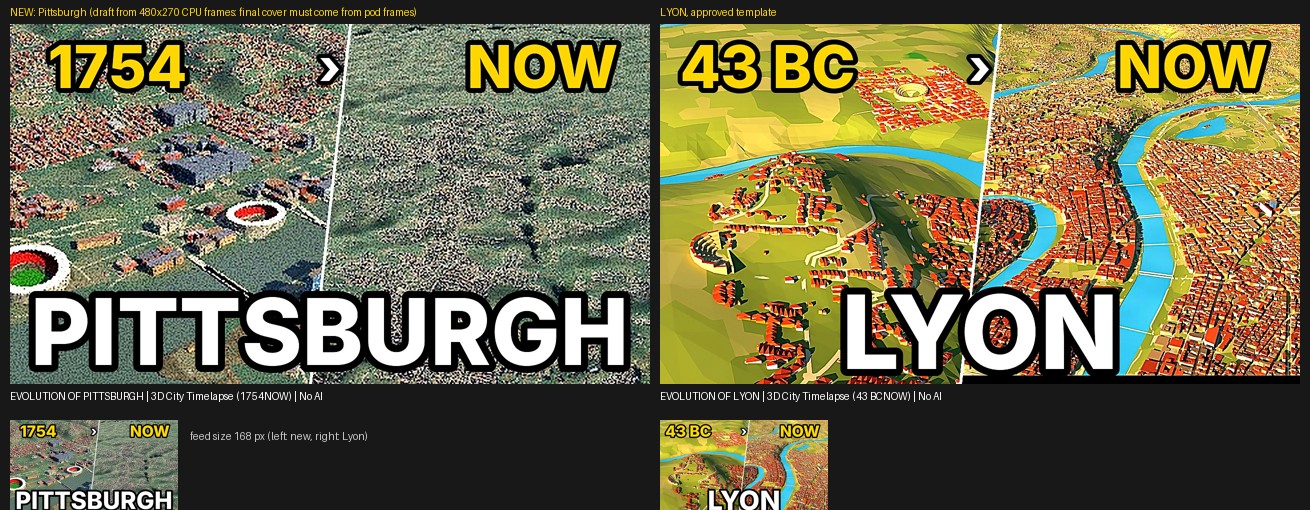 NEW: Pittsburgh (draft from 480x270 CPU frames: final cover must come from pod frames)
LYON, approved template
1754 › NOW
43 BC › NOW
PITTSBURGH
LYON
EVOLUTION OF PITTSBURGH | 3D City Timelapse (1754NOW) | No AI
EVOLUTION OF LYON | 3D City Timelapse (43 BCNOW) | No AI
1754 › NOW
feed size 168 px (left: new, right: Lyon)
43 BC › NOW
PITTSBURGH
LYON